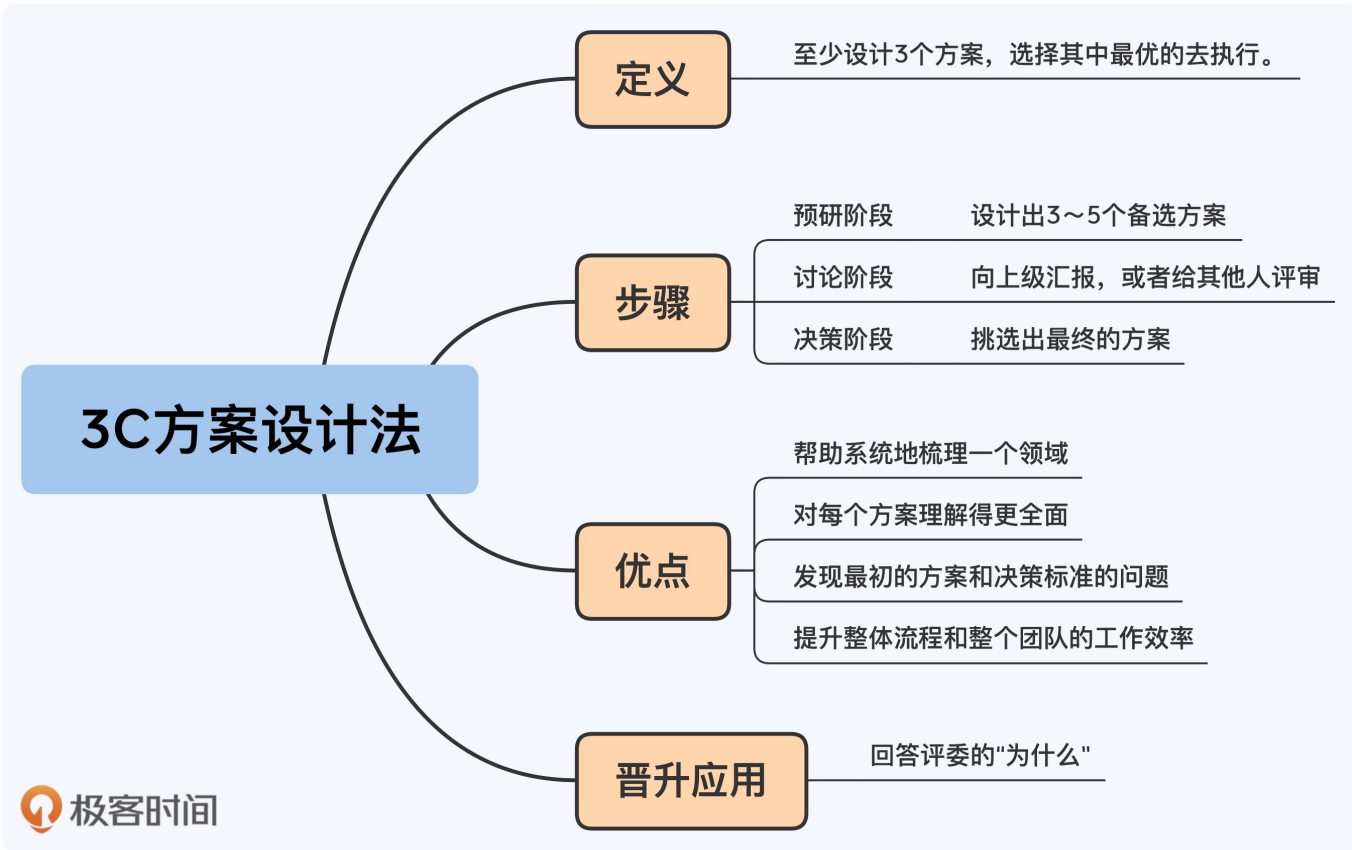 定义
至少设计3个方案，选择其中最优的去执行。
步骤
预研阶段 设计出3～5个备选方案
讨论阶段 向上级汇报，或者给其他人评审
决策阶段 挑选出最终的方案
3C方案设计法
优点
帮助系统地梳理一个领域
对每个方案理解得更全面
发现最初的方案和决策标准的问题
提升整体流程和整个团队的工作效率
晋升应用
回答评委的“为什么”
极客时间